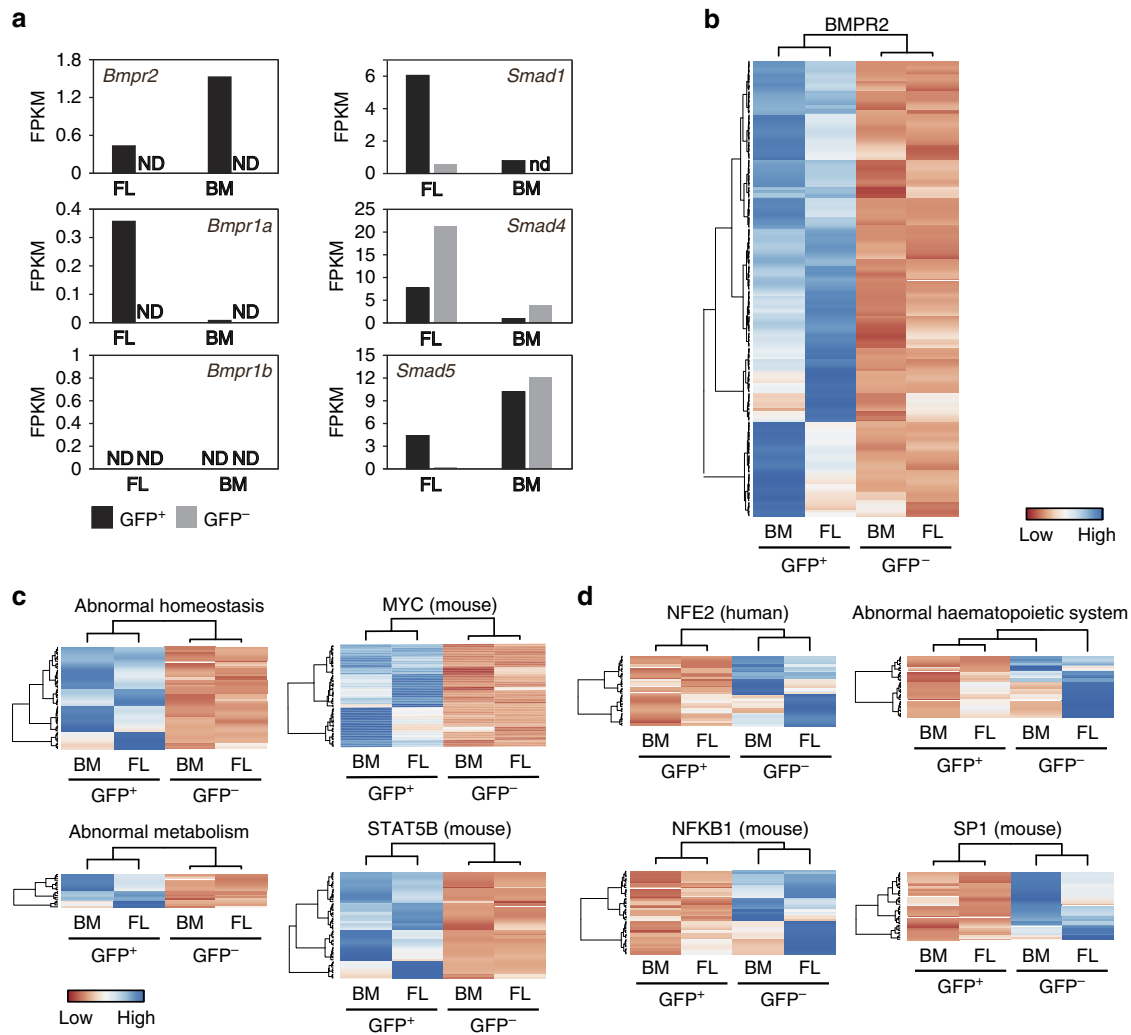 a
Bmpr2
FPKM
1.8
1.2
0.6
0
ND
ND
FL
BM
Smad1
FPKM
6
4
2
0
nd
FL
BM
Bmpr1a
FPKM
0.4
0.3
0.2
0.1
0
ND
ND
FL
BM
Smad4
FPKM
25
20
15
10
5
0
FL
BM
Bmpr1b
FPKM
1
0.8
0.6
0.4
0.2
0
ND ND
ND ND
FL
BM
Smad5
FPKM
15
12
9
6
3
0
FL
BM
GFP+
GFP−
b
BMPR2
BM FL BM FL
GFP+ GFP−
Low High
c
Abnormal homeostasis
BM FL BM FL
GFP+ GFP−
MYC (mouse)
BM FL BM FL
GFP+ GFP−
Abnormal metabolism
BM FL BM FL
GFP+ GFP−
STAT5B (mouse)
BM FL BM FL
GFP+ GFP−
Low High
d
NFE2 (human)
BM FL BM FL
GFP+ GFP−
Abnormal haematopoietic system
BM FL BM FL
GFP+ GFP−
NFKB1 (mouse)
BM FL BM FL
GFP+ GFP−
SP1 (mouse)
BM FL BM FL
GFP+ GFP−